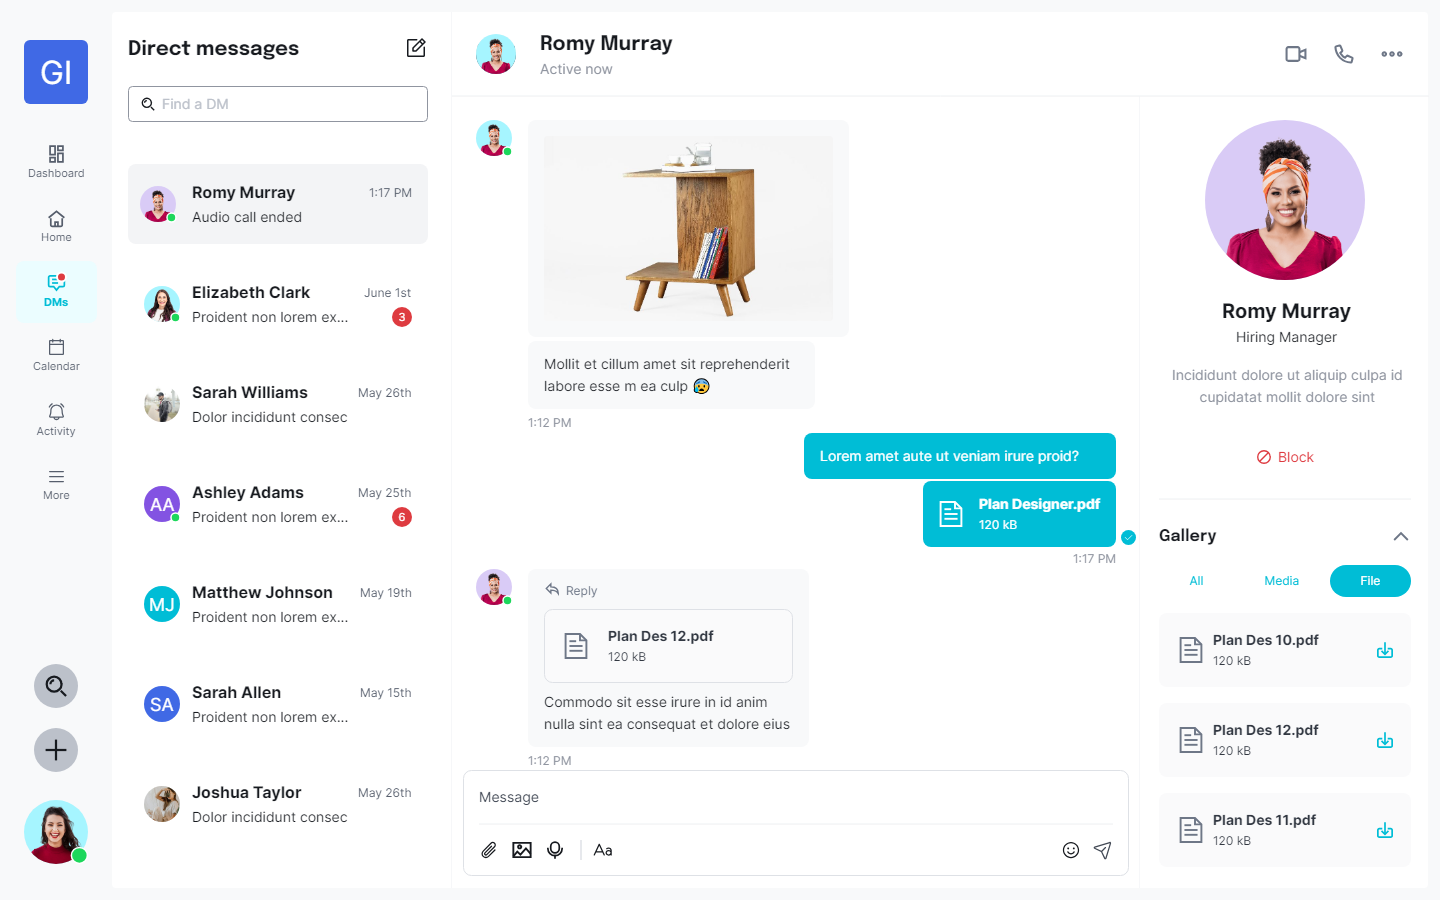 GI
Dashboard
Home
DMs
Calendar
Activity
More
Direct messages
Find a DM
Romy Murray
1:17 PM
Audio call ended
Elizabeth Clark
June 1st
Proident non lorem ex...
3
Sarah Williams
May 26th
Dolor incididunt consec
AA
Ashley Adams
May 25th
Proident non lorem ex...
6
MJ
Matthew Johnson
May 19th
Proident non lorem ex...
SA
Sarah Allen
May 15th
Proident non lorem ex...
Joshua Taylor
May 26th
Dolor incididunt consec
Romy Murray
Active now
Mollit et cillum amet sit reprehenderit
labore esse m ea culp 😰
1:12 PM
Lorem amet aute ut veniam irure proid?
Plan Designer.pdf
120 kB
1:17 PM
Reply
Plan Des 12.pdf
120 kB
Commodo sit esse irure in id anim
nulla sint ea consequat et dolore eius
1:12 PM
Message
Aa
Romy Murray
Hiring Manager
Incididunt dolore ut aliquip culpa id
cupidatat mollit dolore sint
Block
Gallery
All
Media
File
Plan Des 10.pdf
120 kB
Plan Des 12.pdf
120 kB
Plan Des 11.pdf
120 kB